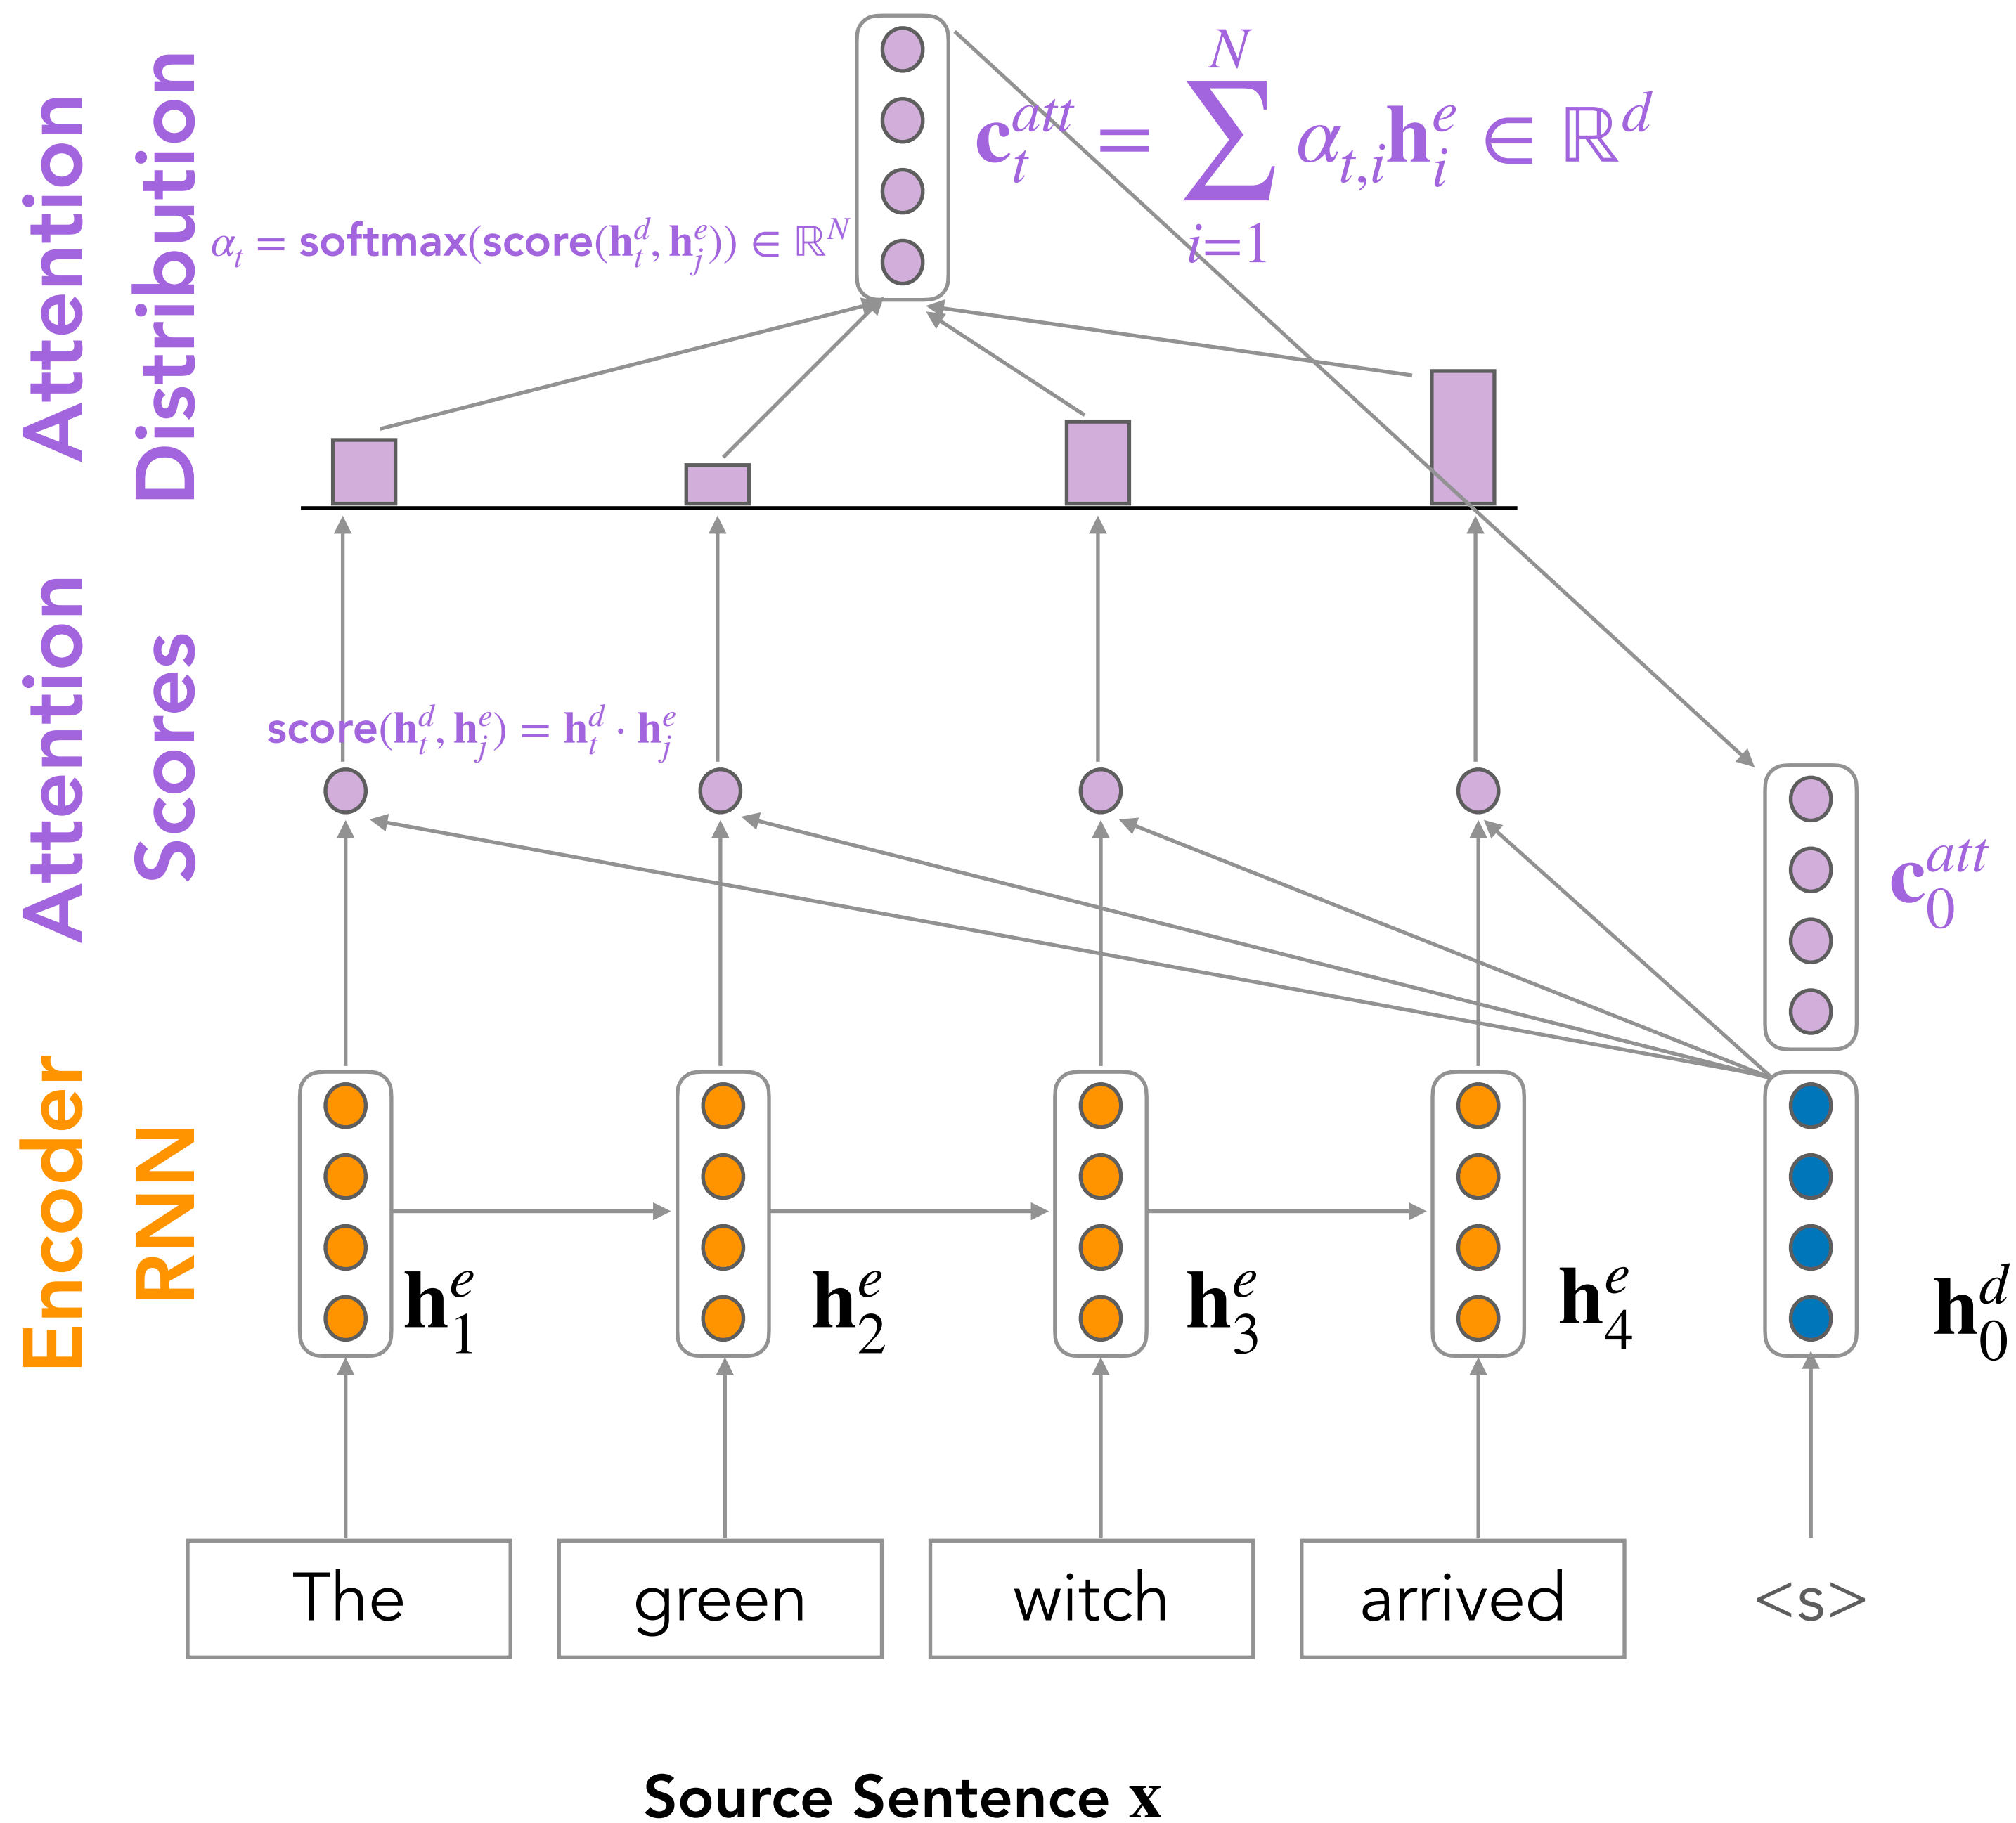 Attention Distribution
c_t^{att} = \sum_{i=1}^{N} α_{t,i} h_i^e ∈ ℝ^d
α_t = softmax(score(h_t^d, h_j^e)) ∈ ℝ^N
Attention Scores
score(h_t^d, h_j^e) = h_t^d · h_j^e
c_0^{att}
Encoder RNN
h_1^e
h_2^e
h_3^e
h_4^e
h_0^d
The
green
witch
arrived
<s>
Source Sentence x